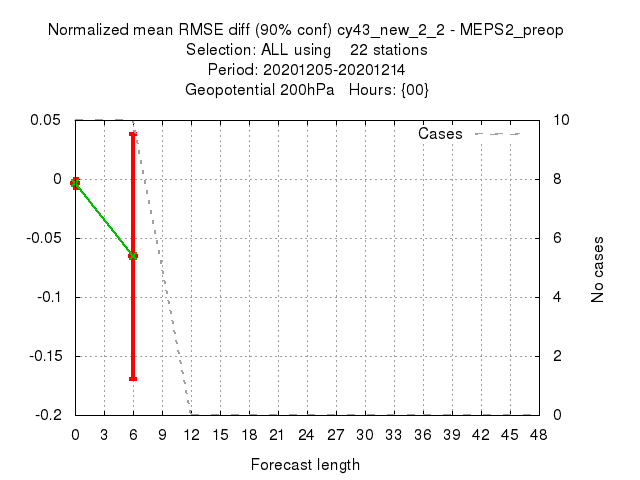 Normalized mean RMSE diff (90% conf) cy43_new_2_2 - MEPS2_preop
Selection: ALL using 22 stations
Period: 20201205-20201214
Geopotential 200hPa Hours: {00}
Cases
0.05
0
-0.05
-0.1
-0.15
-0.2
10
8
6
4
2
0
No cases
0 3 6 9 12 15 18 21 24 27 30 33 36 39 42 45 48
Forecast length